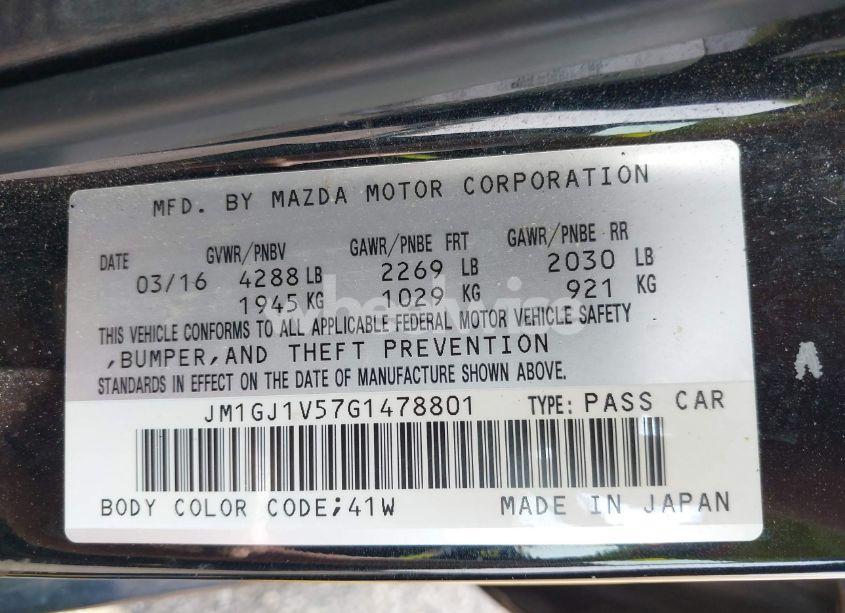 MFD. BY MAZDA MOTOR CORPORATION
DATE GVWR/PNBV GAWR/PNBE FRT GAWR/PNBE RR
03/16 4288 LB 2269 LB 2030 LB
1945 KG 1029 KG 921 KG
wheelwise
THIS VEHICLE CONFORMS TO ALL APPLICABLE FEDERAL MOTOR VEHICLE SAFETY
,BUMPER,AND THEFT PREVENTION
STANDARDS IN EFFECT ON THE DATE OF MANUFACTURE SHOWN ABOVE.
JM1GJ1V57G1478801 TYPE: PASS CAR
BODY COLOR CODE;41W MADE IN JAPAN
A